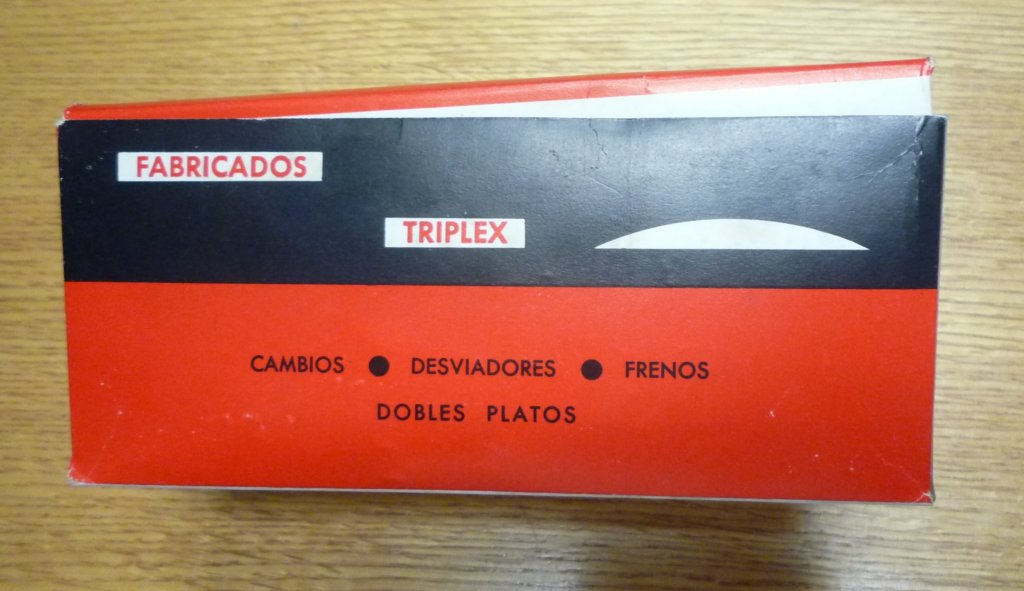 FABRICADOS
TRIPLEX
CAMBIOS ● DESVIADORES ● FRENOS
DOBLES PLATOS